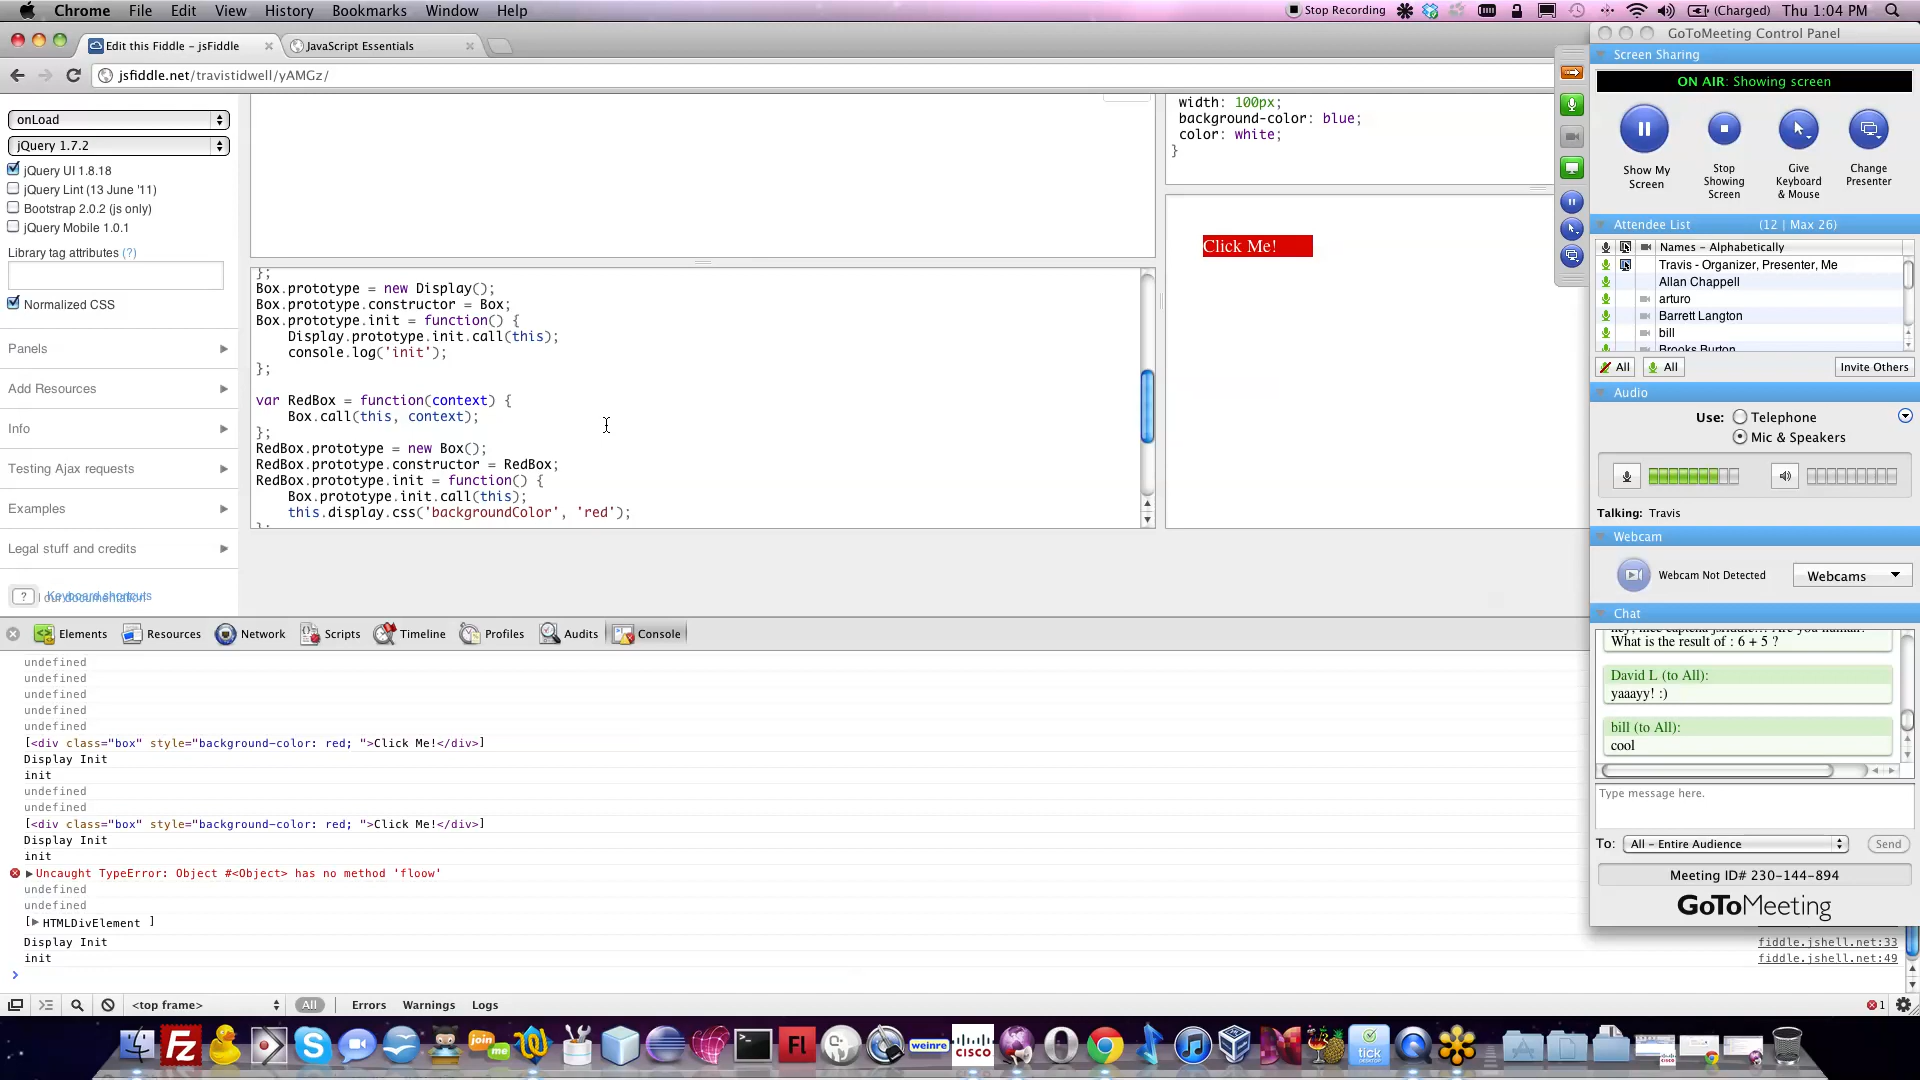 Chrome File Edit View History Bookmarks Window Help
Stop Recording (Charged) Thu 1:04 PM
Edit this Fiddle – jsFiddle
JavaScript Essentials
jsfiddle.net/travistidwell/yAMGz/
onLoad
jQuery 1.7.2
jQuery UI 1.8.18
jQuery Lint (13 June '11)
Bootstrap 2.0.2 (js only)
jQuery Mobile 1.0.1
Library tag attributes (?)
Normalized CSS
Panels
Add Resources
Info
Testing Ajax requests
Examples
Legal stuff and credits
? Keyboard shortcuts
};
Box.prototype = new Display();
Box.prototype.constructor = Box;
Box.prototype.init = function() {
Display.prototype.init.call(this);
console.log('init');
};
var RedBox = function(context) {
Box.call(this, context);
};
RedBox.prototype = new Box();
RedBox.prototype.constructor = RedBox;
RedBox.prototype.init = function() {
Box.prototype.init.call(this);
this.display.css('backgroundColor', 'red');
width: 100px;
background-color: blue;
color: white;
}
Click Me!
Elements Resources Network Scripts Timeline Profiles Audits Console
undefined
undefined
undefined
undefined
undefined
[<div class="box" style="background-color: red; ">Click Me!</div>]
Display Init
init
undefined
undefined
[<div class="box" style="background-color: red; ">Click Me!</div>]
Display Init
init
Uncaught TypeError: Object #<Object> has no method 'floow'
undefined
undefined
[ HTMLDivElement ]
Display Init fiddle.jshell.net:33
init fiddle.jshell.net:49
>
<top frame> All Errors Warnings Logs 1
GoToMeeting Control Panel
Screen Sharing
ON AIR: Showing screen
Show My Screen
Stop Showing Screen
Give Keyboard & Mouse
Change Presenter
Attendee List (12 | Max 26)
Names – Alphabetically
Travis - Organizer, Presenter, Me
Allan Chappell
arturo
Barrett Langton
bill
Brooks Burton
All All Invite Others
Audio
Use: Telephone
Mic & Speakers
Talking: Travis
Webcam
Webcam Not Detected Webcams
Chat
What is the result of : 6 + 5 ?
David L (to All):
yaaayy! :)
bill (to All):
cool
Type message here.
To: All – Entire Audience Send
Meeting ID# 230-144-894
GoToMeeting
Fz
join me
Fl
weinre
CISCO
tick